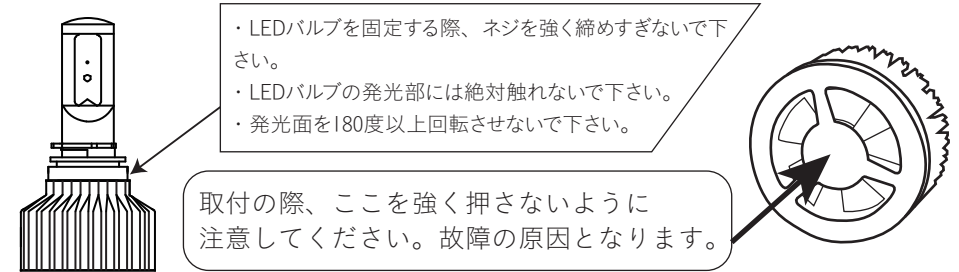 ・LEDバルブを固定する際、ネジを強く締めすぎないで下
さい。
・LEDバルブの発光部には絶対触れないで下さい。
・発光面を180度以上回転させないで下さい。
取付の際、ここを強く押さないように
注意してください。故障の原因となります。